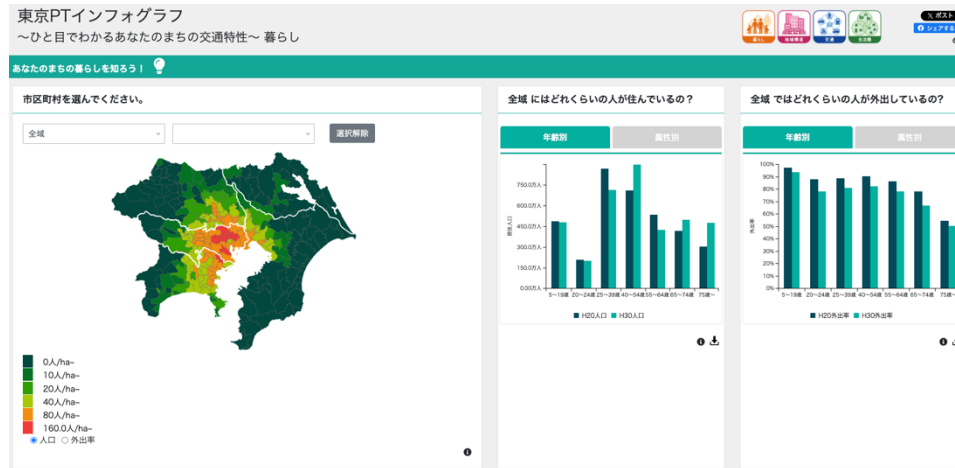 東京PTインフォグラフ
〜ひと目でわかるあなたのまちの交通特性〜 暮らし
暮らし
地域構造
交通
生活圏
X ポスト
シェアする
あなたのまちの暮らしを知ろう！
市区町村を選んでください。
全域
選択解除
0人/ha~
10人/ha~
20人/ha~
40人/ha~
80人/ha~
160.0人/ha~
人口 外出率
全域 にはどれくらいの人が住んでいるの？
年齢別 属性別
750.0万人
600.0万人
450.0万人
300.0万人
150.0万人
0.00万人
居住人口
5〜19歳 20〜24歳 25〜39歳 40〜54歳 55〜64歳 65〜74歳 75歳〜
H20人口 H30人口
全域 ではどれくらいの人が外出しているの?
年齢別 属性別
100%
90%
80%
70%
60%
50%
40%
30%
20%
10%
0%
外出率
5〜19歳 20〜24歳 25〜39歳 40〜54歳 55〜64歳 65〜74歳 75歳〜
H20外出率 H30外出率